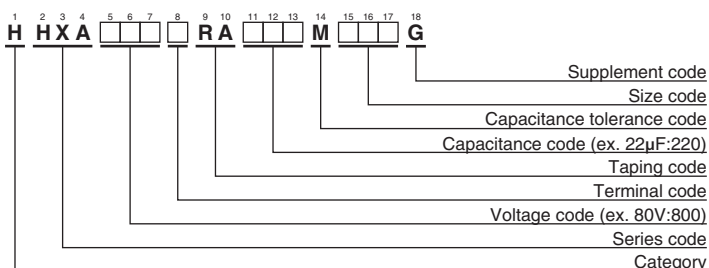 1 2 3 4 5 6 7 8 9 10 11 12 13 14 15 16 17 18
H HXA □□□ □ RA □□□ M □□□ G
Supplement code
Size code
Capacitance tolerance code
Capacitance code (ex. 22µF:220)
Taping code
Terminal code
Voltage code (ex. 80V:800)
Series code
Category